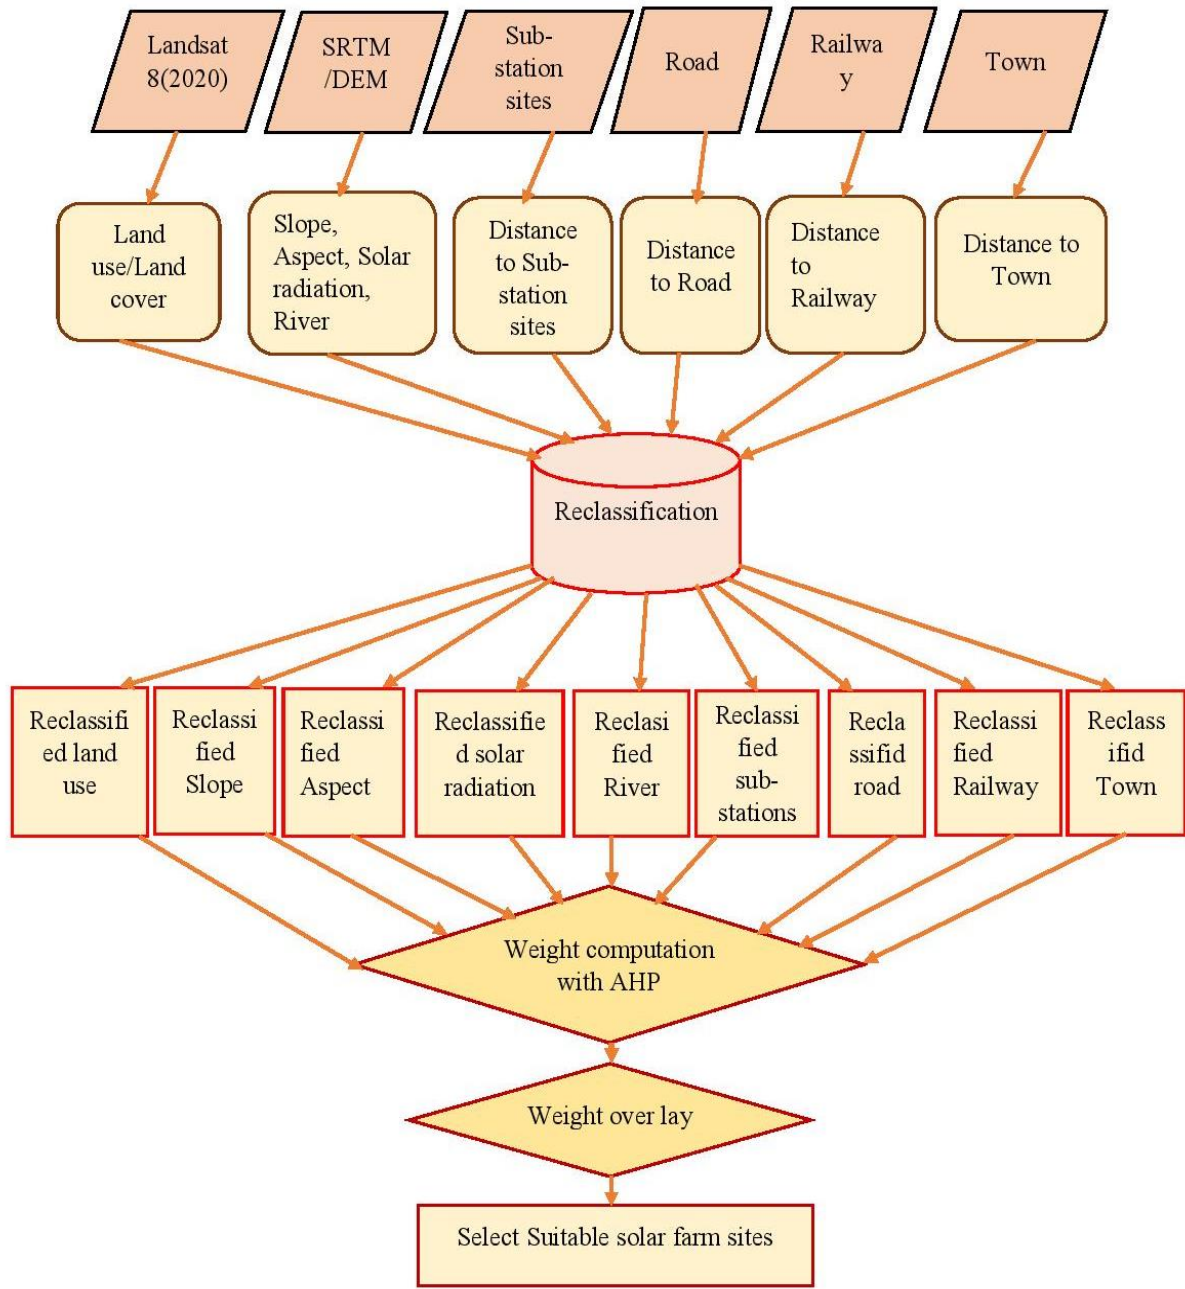 Landsat
8(2020)
SRTM
/DEM
Sub-
station
sites
Road
Railwa
y
Town
Land
use/Land
cover
Slope,
Aspect, Solar
radiation,
River
Distance
to Sub-
station
sites
Distance
to Road
Distance
to
Railway
Distance to
Town
Reclassification
Reclassifi
ed land
use
Reclassi
fied
Slope
Reclassi
fied
Aspect
Reclassifie
d solar
radiation
Reclasi
fied
River
Reclassi
fied
sub-
stations
Recla
ssifid
road
Reclassi
fied
Railway
Reclass
ifid
Town
Weight computation
with AHP
Weight over lay
Select Suitable solar farm sites